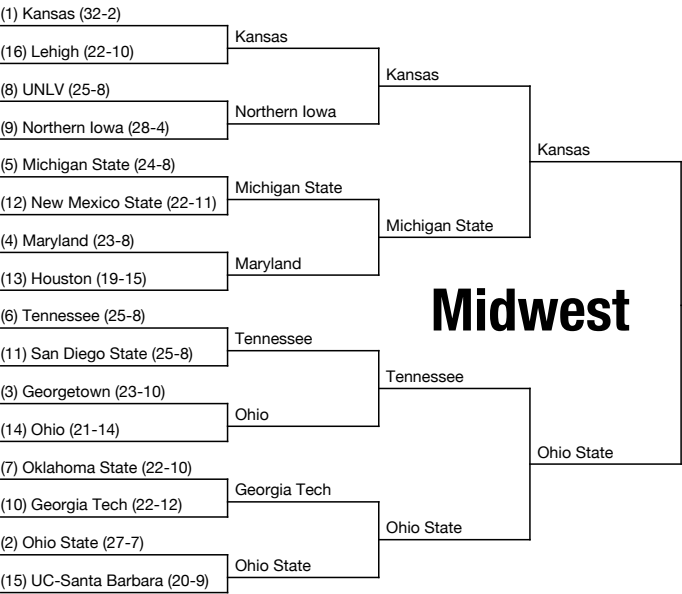 (1) Kansas (32-2)
Kansas
(16) Lehigh (22-10)
Kansas
(8) UNLV (25-8)
Northern Iowa
(9) Northern Iowa (28-4)
Kansas
(5) Michigan State (24-8)
Michigan State
(12) New Mexico State (22-11)
Michigan State
(4) Maryland (23-8)
Maryland
(13) Houston (19-15)
Midwest
(6) Tennessee (25-8)
Tennessee
(11) San Diego State (25-8)
Tennessee
(3) Georgetown (23-10)
Ohio
(14) Ohio (21-14)
Ohio State
(7) Oklahoma State (22-10)
Georgia Tech
(10) Georgia Tech (22-12)
Ohio State
(2) Ohio State (27-7)
Ohio State
(15) UC-Santa Barbara (20-9)